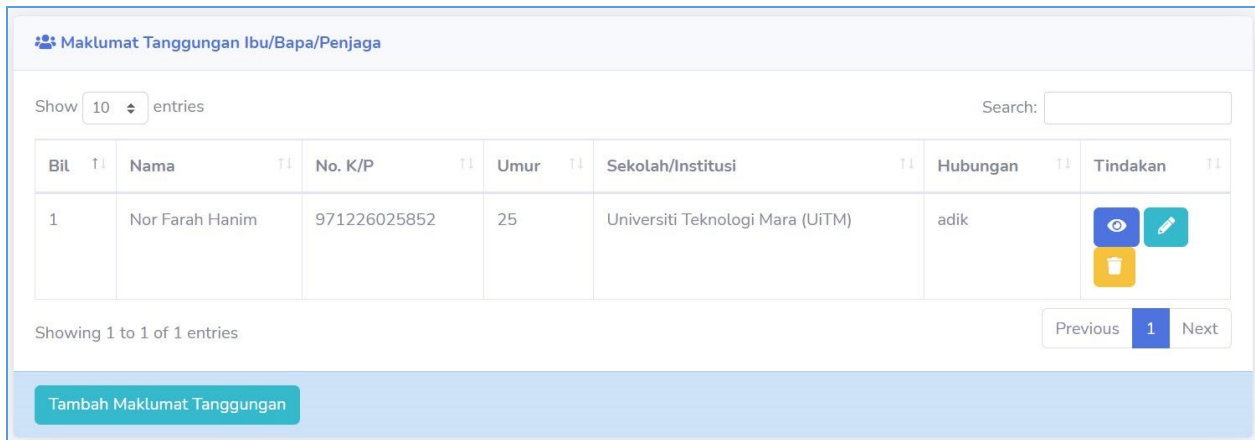 Maklumat Tanggungan Ibu/Bapa/Penjaga
Show 10 entries Search:
Bil Nama No. K/P Umur Sekolah/Institusi Hubungan Tindakan
1 Nor Farah Hanim 971226025852 25 Universiti Teknologi Mara (UiTM) adik
Showing 1 to 1 of 1 entries Previous 1 Next
Tambah Maklumat Tanggungan